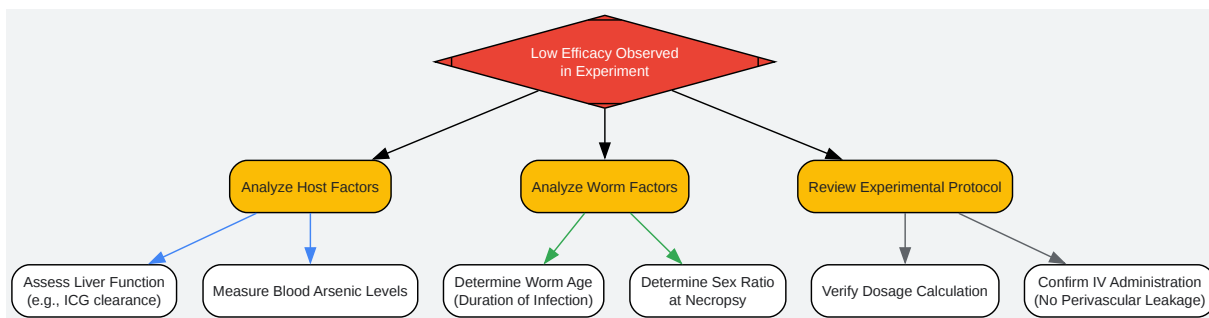 Low Efficacy Observed
in Experiment
Analyze Host Factors
Analyze Worm Factors
Review Experimental Protocol
Assess Liver Function
(e.g., ICG clearance)
Measure Blood Arsenic Levels
Determine Worm Age
(Duration of Infection)
Determine Sex Ratio
at Necropsy
Verify Dosage Calculation
Confirm IV Administration
(No Perivascular Leakage)